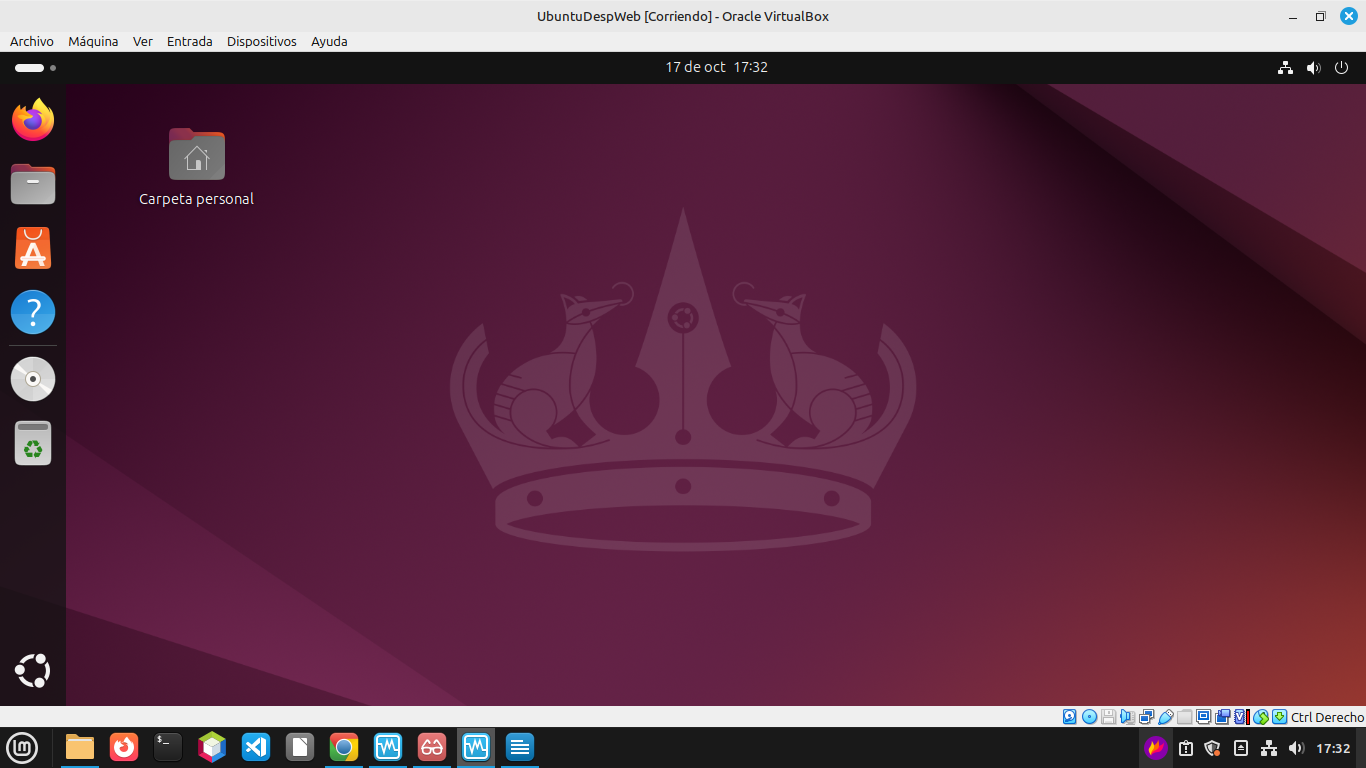 UbuntuDespWeb [Corriendo] - Oracle VirtualBox
Archivo Máquina Ver Entrada Dispositivos Ayuda
17 de oct 17:32
Carpeta personal
Ctrl Derecho
17:32